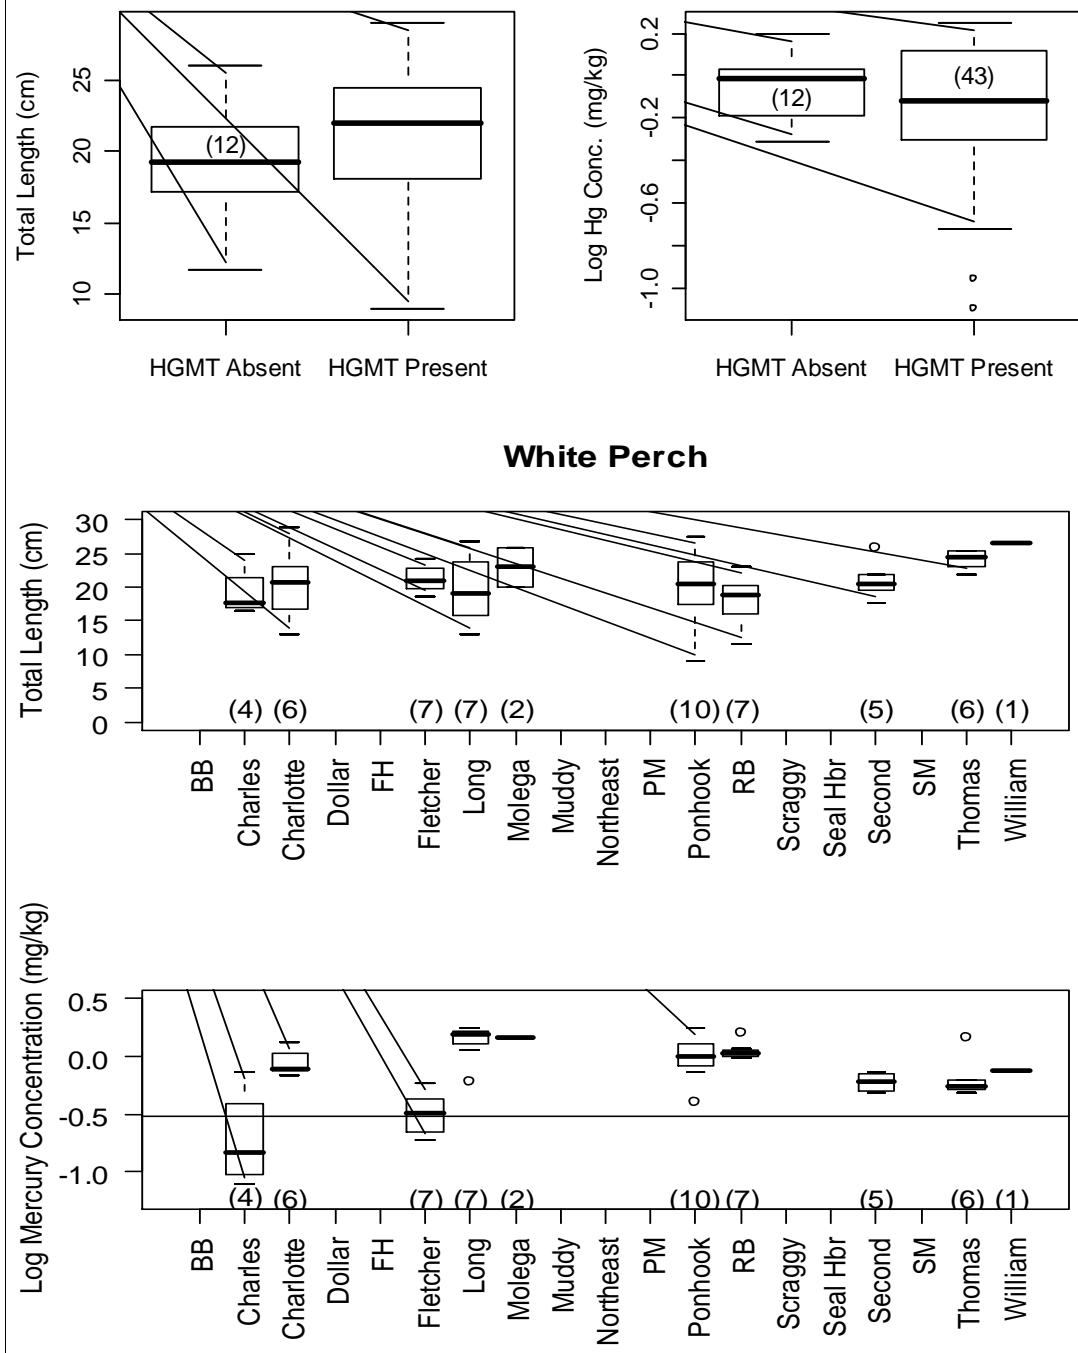 Total Length (cm)
25
20
15
10
(12)
HGMT Absent HGMT Present
Log Hg Conc. (mg/kg)
0.2
-0.2
-0.6
-1.0
(12)
(43)
HGMT Absent HGMT Present
White Perch
Total Length (cm)
30
25
20
15
10
5
0
(4) (6) (7) (7) (2) (10) (7) (5) (6) (1)
BB
Charles
Charlotte
Dollar
FH
Fletcher
Long
Molega
Muddy
Northeast
PM
Ponhook
RB
Scraggy
Seal Hbr
Second
SM
Thomas
William
Log Mercury Concentration (mg/kg)
0.5
0.0
-0.5
-1.0
(4) (6) (7) (7) (2) (10) (7) (5) (6) (1)
BB
Charles
Charlotte
Dollar
FH
Fletcher
Long
Molega
Muddy
Northeast
PM
Ponhook
RB
Scraggy
Seal Hbr
Second
SM
Thomas
William